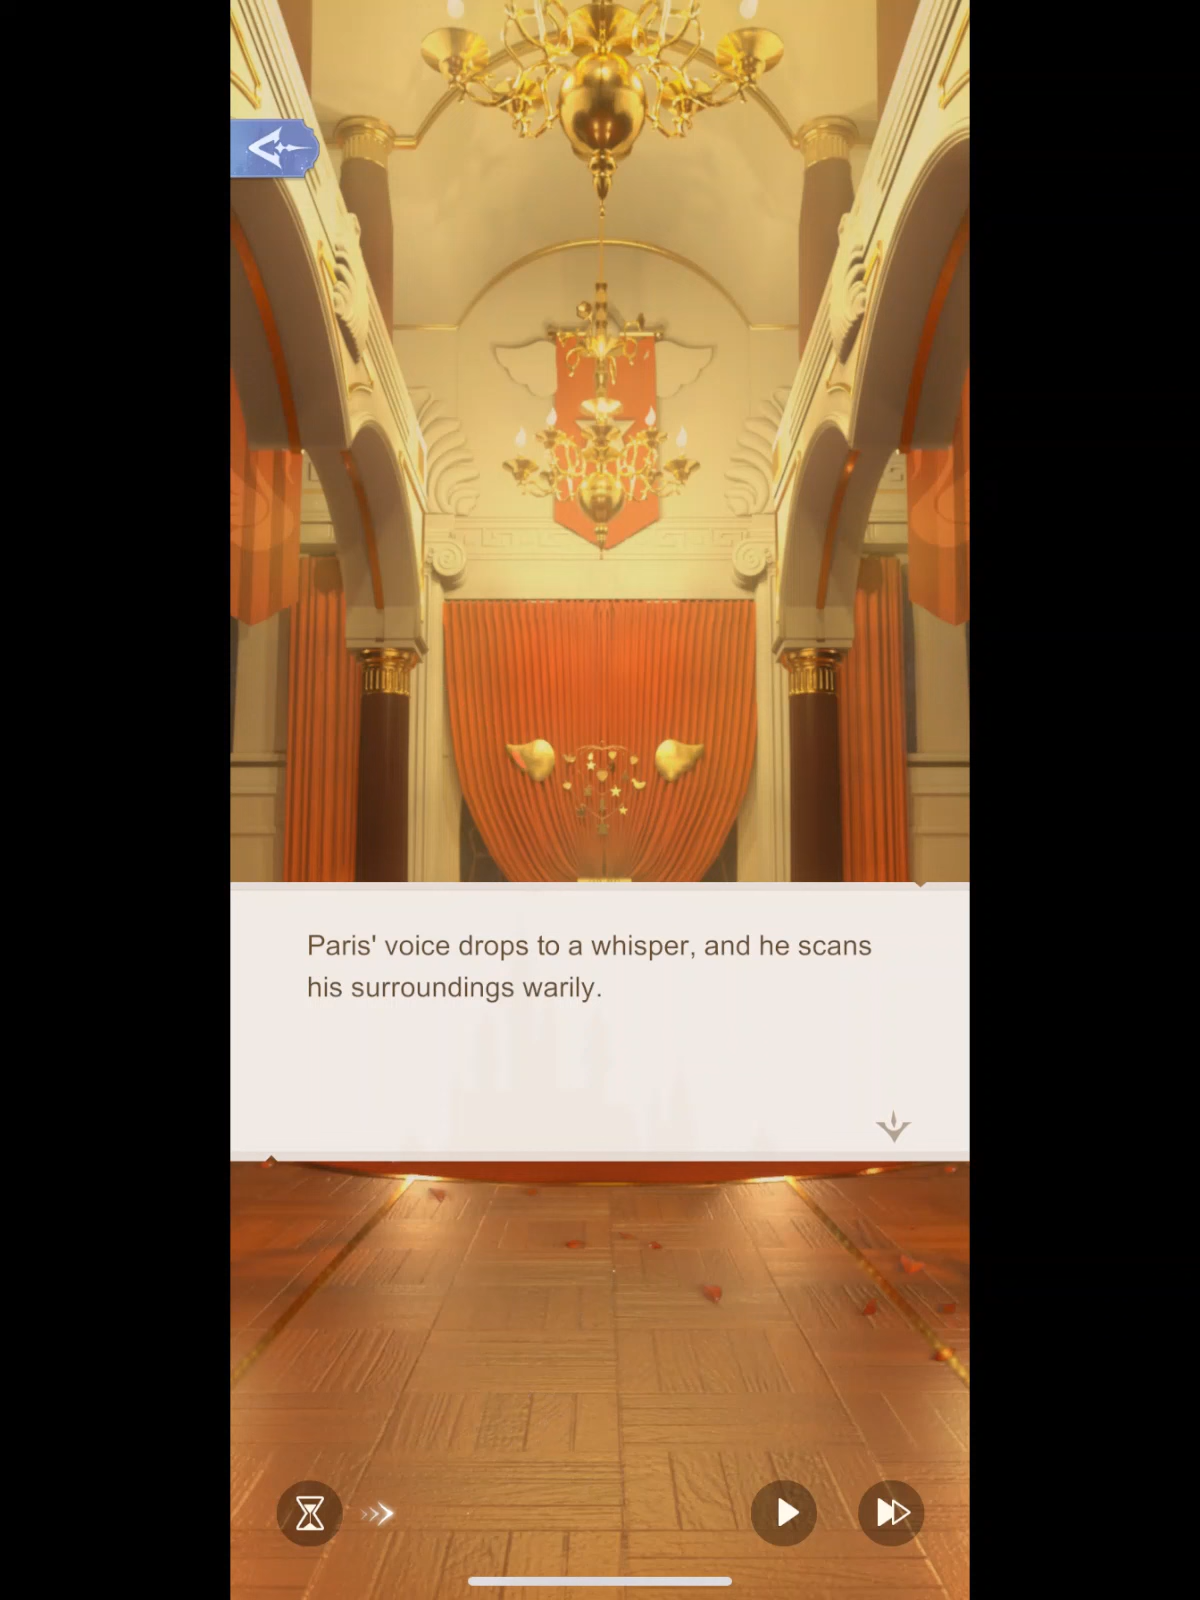 Paris' voice drops to a whisper, and he scans
his surroundings warily.